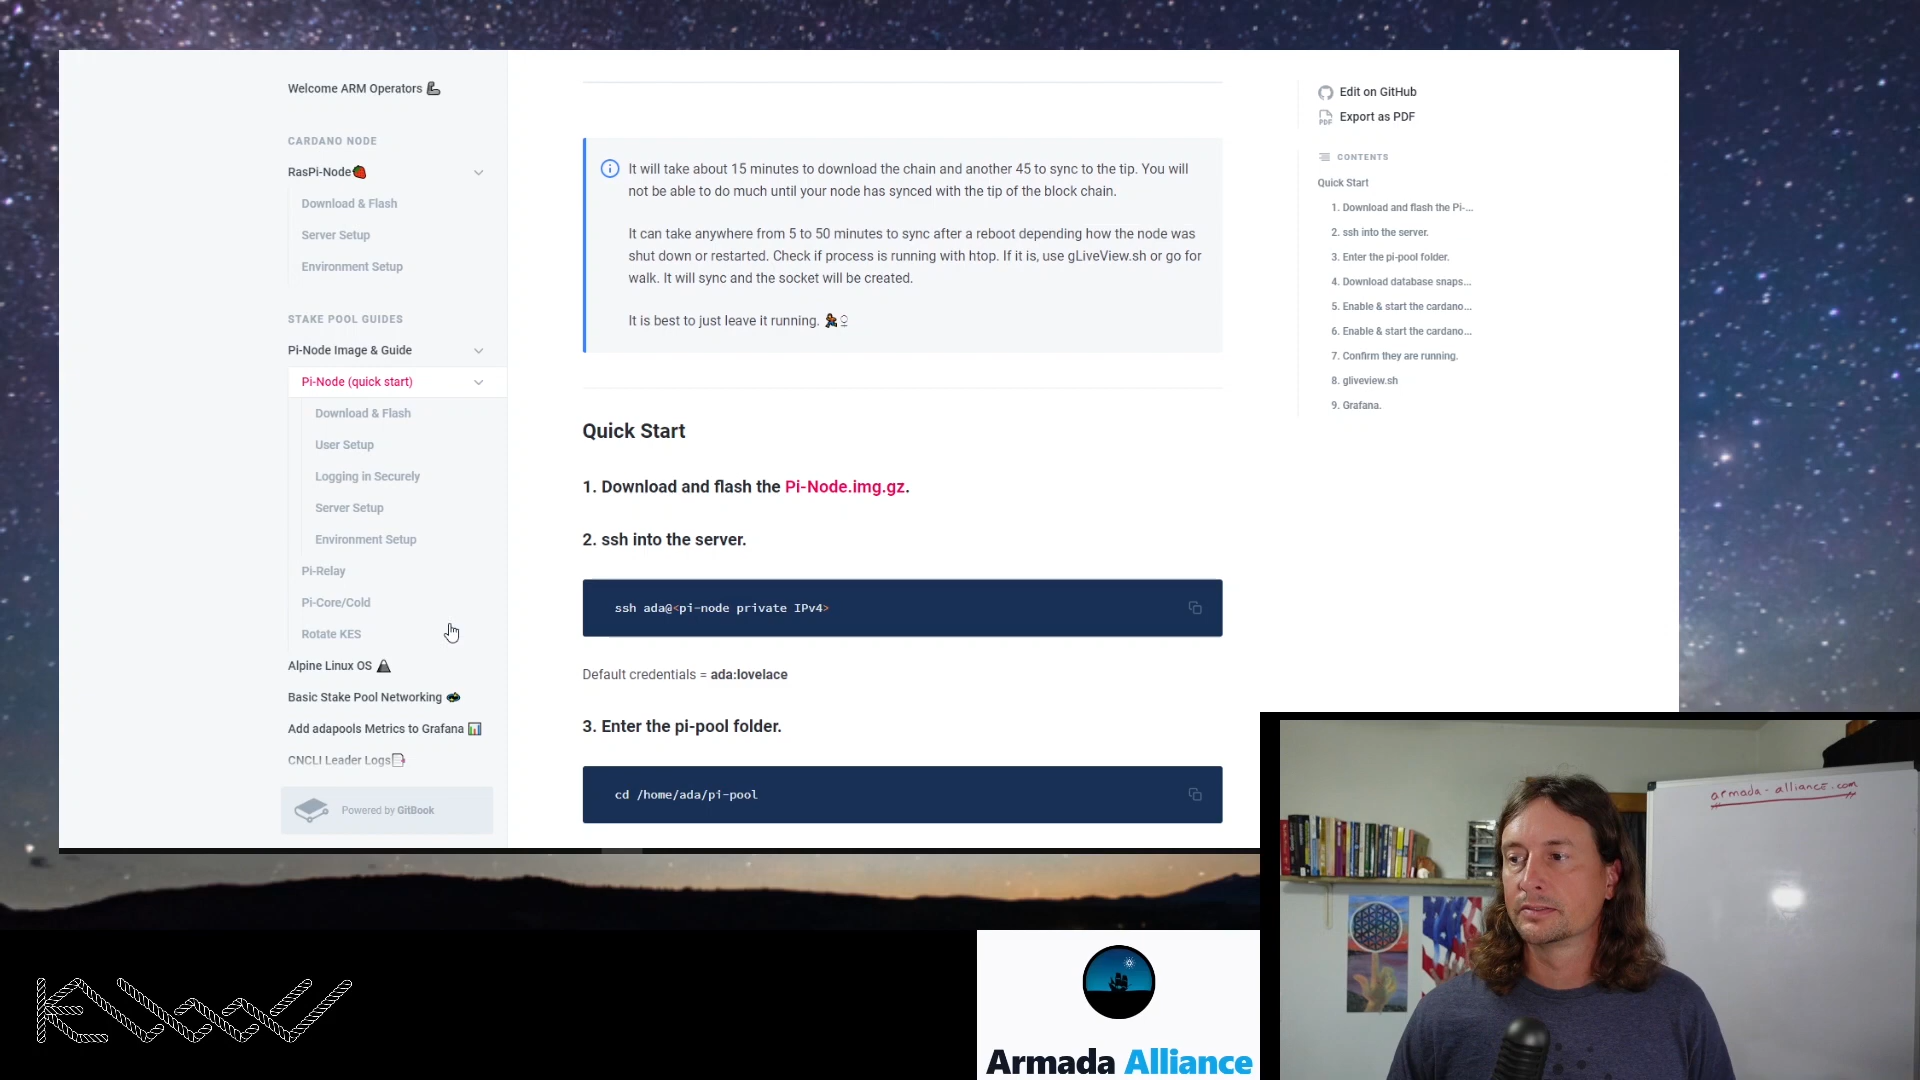 Welcome ARM Operators
CARDANO NODE
RasPi-Node
Download & Flash
Server Setup
Environment Setup
STAKE POOL GUIDES
Pi-Node Image & Guide
Pi-Node (quick start)
Download & Flash
User Setup
Logging in Securely
Server Setup
Environment Setup
Pi-Relay
Pi-Core/Cold
Rotate KES
Alpine Linux OS
Basic Stake Pool Networking
Add adapools Metrics to Grafana
CNCLI Leader Logs
Powered by GitBook
It will take about 15 minutes to download the chain and another 45 to sync to the tip. You will
not be able to do much until your node has synced with the tip of the block chain.
It can take anywhere from 5 to 50 minutes to sync after a reboot depending how the node was
shut down or restarted. Check if process is running with htop. If it is, use gLiveView.sh or go for
walk. It will sync and the socket will be created.
It is best to just leave it running.
Quick Start
1. Download and flash the Pi-Node.img.gz.
2. ssh into the server.
ssh ada@<pi-node private IPv4>
Default credentials = ada:lovelace
3. Enter the pi-pool folder.
cd /home/ada/pi-pool
Edit on GitHub
PDF
Export as PDF
CONTENTS
Quick Start
1. Download and flash the Pi-...
2. ssh into the server.
3. Enter the pi-pool folder.
4. Download database snaps...
5. Enable & start the cardano...
6. Enable & start the cardano...
7. Confirm they are running.
8. gliveview.sh
9. Grafana.
armada-alliance.com
Armada Alliance